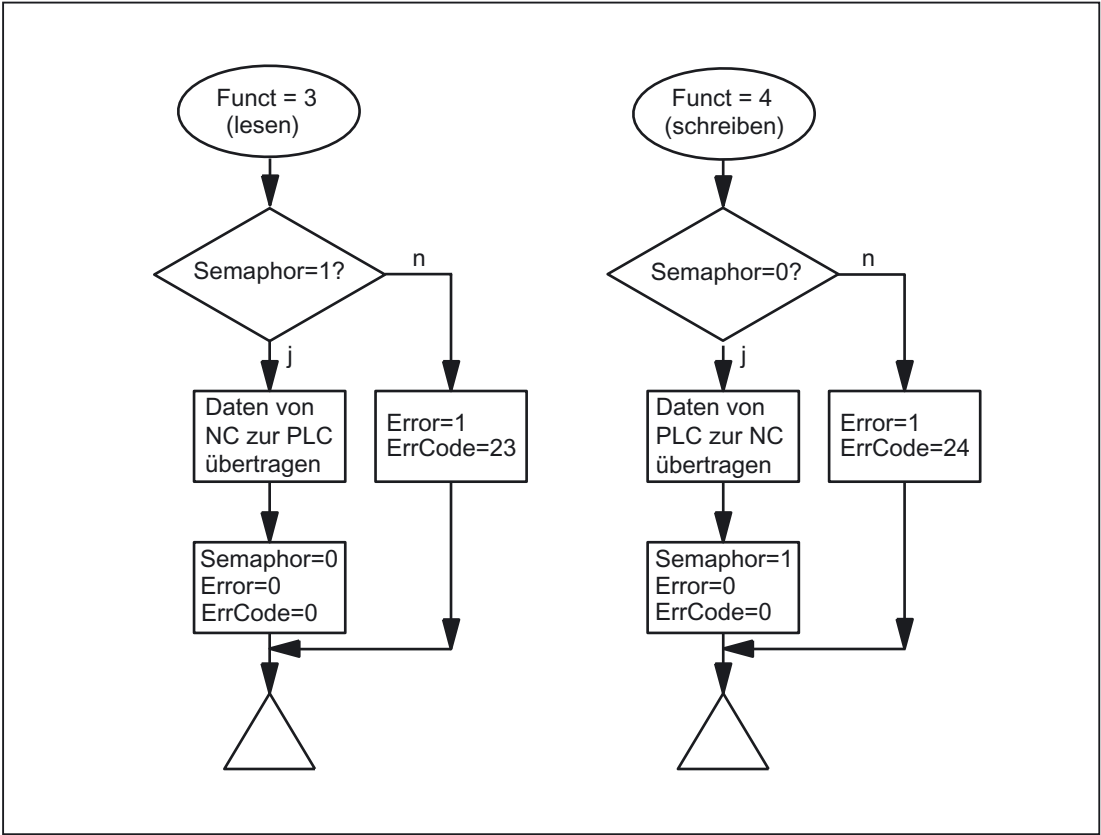 Funct = 3
(lesen)
Semaphor=1?
n
j
Daten von
NC zur PLC
übertragen
Error=1
ErrCode=23
Semaphor=0
Error=0
ErrCode=0
Funct = 4
(schreiben)
Semaphor=0?
n
j
Daten von
PLC zur NC
übertragen
Error=1
ErrCode=24
Semaphor=1
Error=0
ErrCode=0